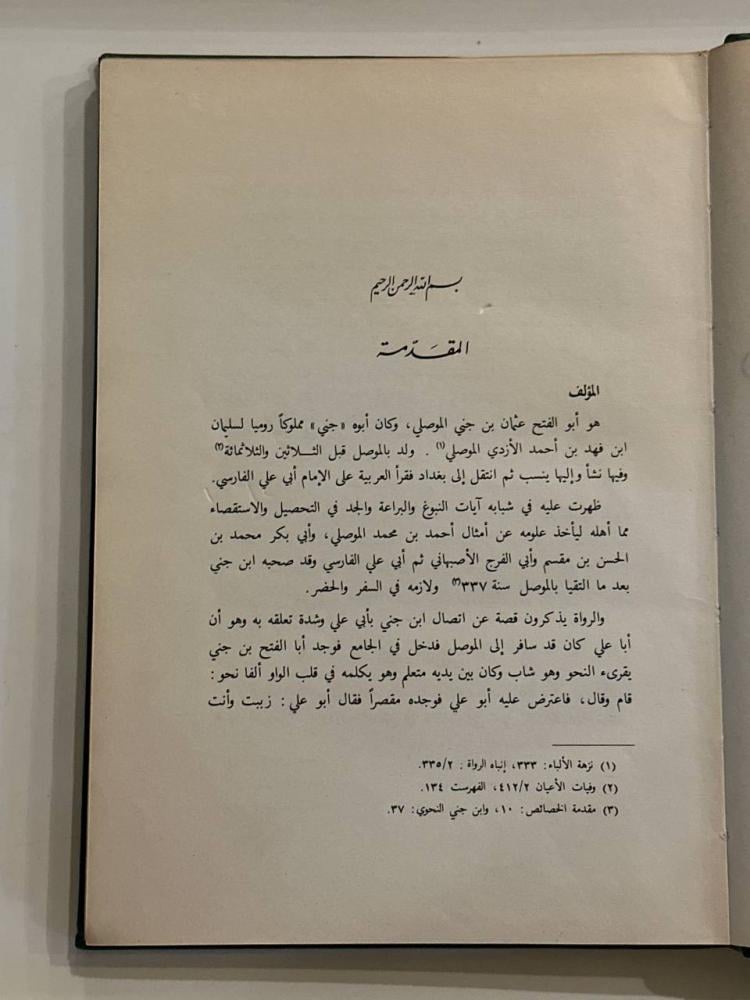 بسم الله الرحمن الرحيم
المقدّمة
المؤلف
هو أبو الفتح عثمان بن جني الموصلي، وكان أبوه «جني» مملوكاً روميا لسليمان
ابن فهد بن أحمد الأزدي الموصلي(١) . ولد بالموصل قبل الثلاثين والثلاثمائة(٢)
وفيها نشأ وإليها ينسب ثم انتقل إلى بغداد فقرأ العربية على الإمام أبي علي الفارسي.
ظهرت عليه في شبابه آيات النبوغ والبراعة والجد في التحصيل والاستقصاء
مما أهله ليأخذ علومه عن أمثال أحمد بن محمد الموصلي، وأبي بكر محمد بن
الحسن بن مقسم وأبي الفرج الأصبهاني ثم أبي علي الفارسي وقد صحبه ابن جني
بعد ما التقيا بالموصل سنة ٣٣٧(٣) ولازمه في السفر والحضر.
والرواة يذكرون قصة عن اتصال ابن جني بأبي علي وشدة تعلقه به وهو أن
أبا علي كان قد سافر إلى الموصل فدخل في الجامع فوجد أبا الفتح بن جني
يقرىء النحو وهو شاب وكان بين يديه متعلم وهو يكلمه في قلب الواو ألفا نحو:
قام وقال، فاعترض عليه أبو علي فوجده مقصراً فقال أبو علي: زببت وأنت
(١) نزهة الألباء: ٣٣٣، إنباه الرواة: ٣٣٥/٢.
(٢) وفيات الأعيان ٤١٢/٢، الفهرست ١٣٤.
(٣) مقدمة الخصائص: ١٠، وابن جني النحوي: ٣٧.